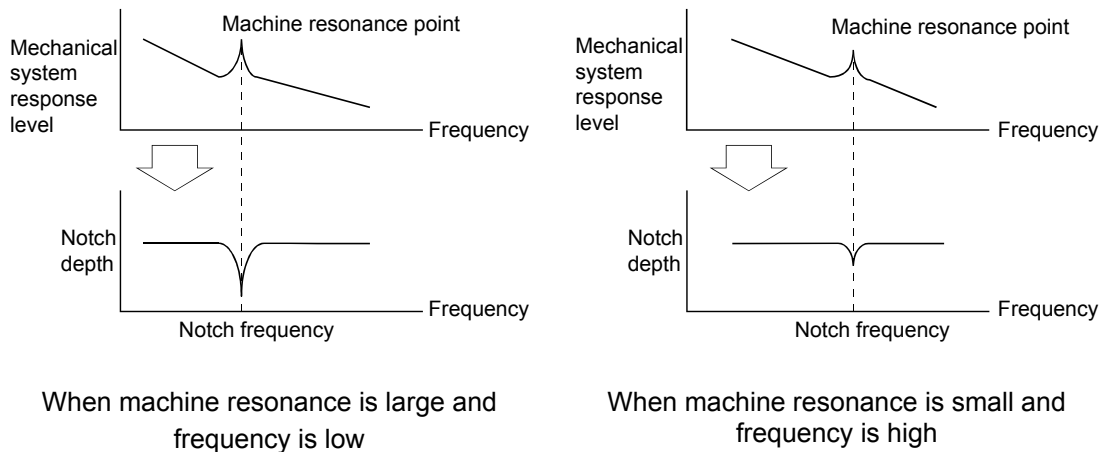 Machine resonance point
Mechanical
system
response
level
Frequency
Notch
depth
Frequency
Notch frequency
When machine resonance is large and
frequency is low
Machine resonance point
Mechanical
system
response
level
Frequency
Notch
depth
Frequency
Notch frequency
When machine resonance is small and
frequency is high